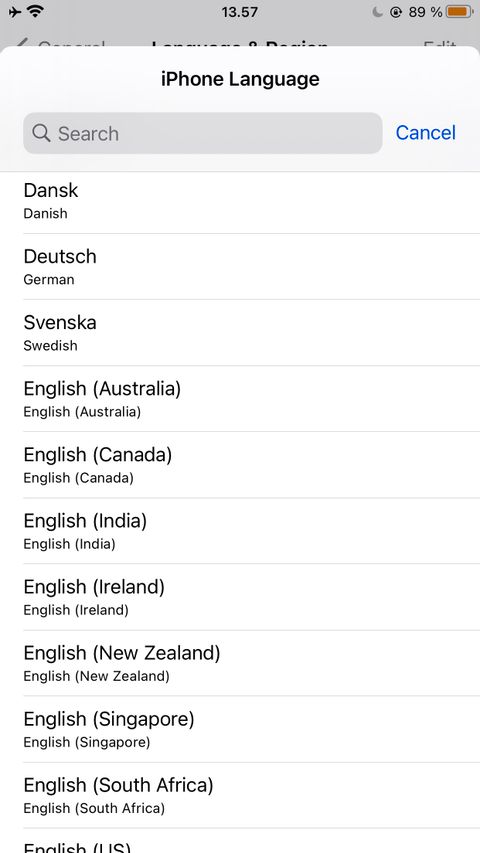 13.57
89 %
General Language & Region Edit
iPhone Language
Search
Cancel
Dansk
Danish
Deutsch
German
Svenska
Swedish
English (Australia)
English (Australia)
English (Canada)
English (Canada)
English (India)
English (India)
English (Ireland)
English (Ireland)
English (New Zealand)
English (New Zealand)
English (Singapore)
English (Singapore)
English (South Africa)
English (South Africa)
English (US)